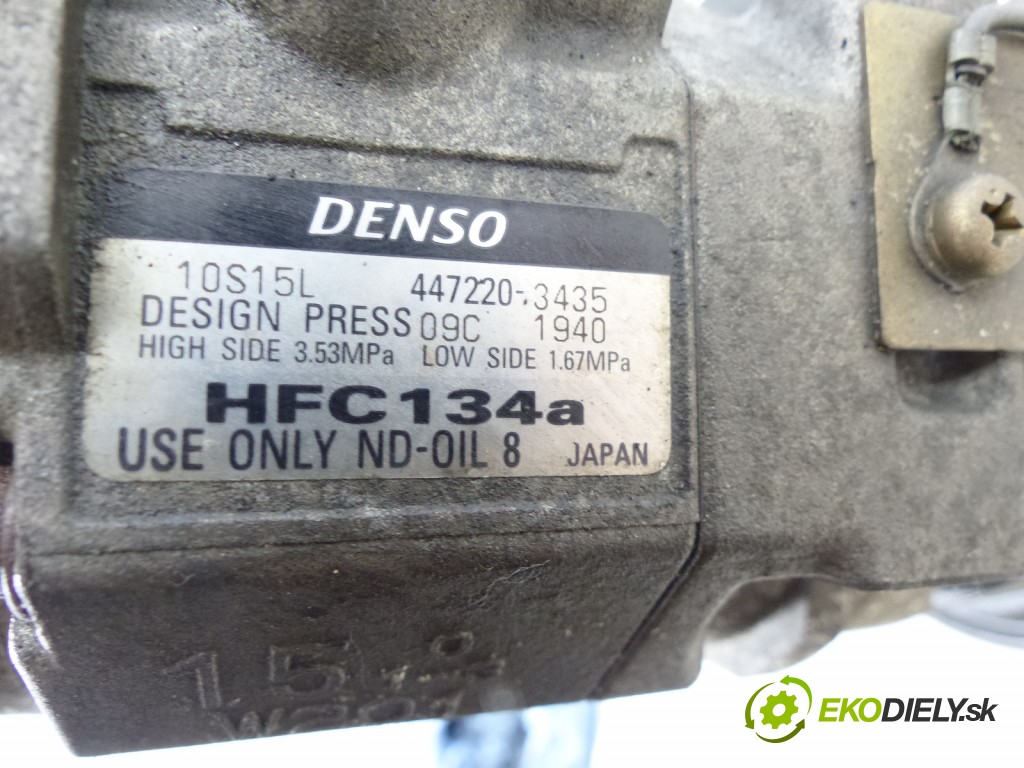 DENSO
10S15L 447220-3435
DESIGN PRESS 09C 1940
HIGH SIDE 3.53MPa LOW SIDE 1.67MPa
HFC134a
USE ONLY ND-OIL 8 JAPAN
15
EKODIELY.sk